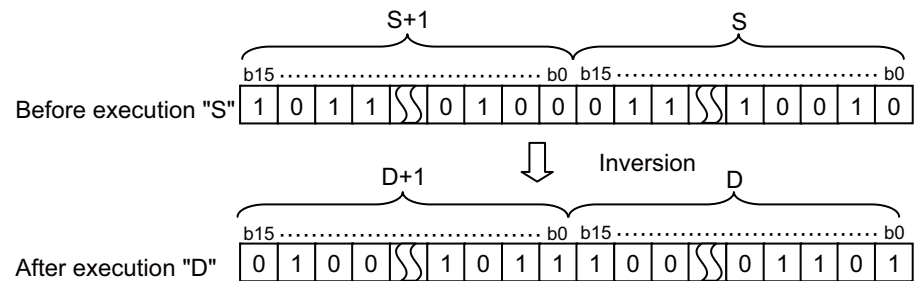 S+1 S
b15 ........................................ b0 b15 ........................................ b0
Before execution "S" 1 0 1 1 0 1 0 0 0 1 1 1 0 0 1 0
Inversion
D+1 D
b15 ........................................ b0 b15 ........................................ b0
After execution "D" 0 1 0 0 1 0 1 1 1 0 0 0 1 1 0 1